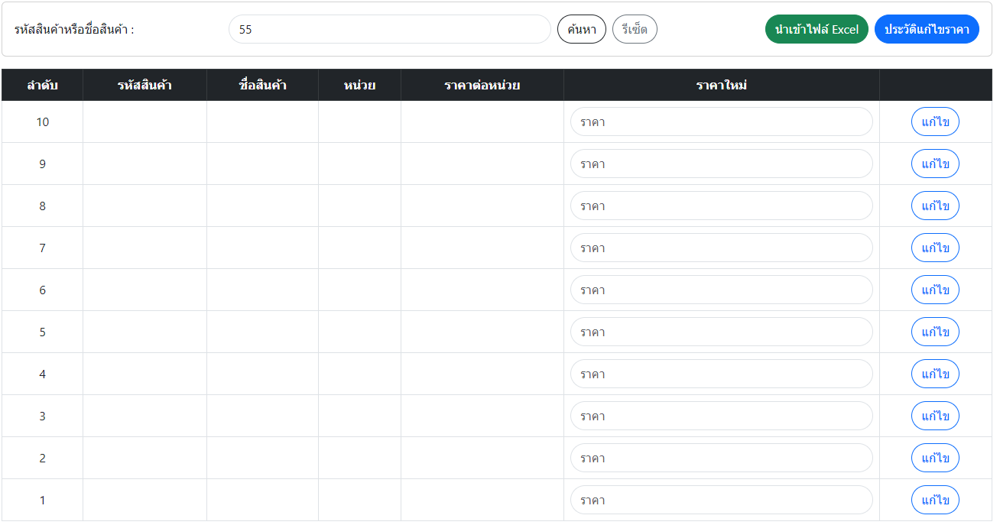 รหัสสินค้าหรือชื่อสินค้า : 55 ค้นหา รีเซ็ต นำเข้าไฟล์ Excel ประวัติแก้ไขราคา
ลำดับ รหัสสินค้า ชื่อสินค้า หน่วย ราคาต่อหน่วย ราคาใหม่
10 ราคา แก้ไข
9 ราคา แก้ไข
8 ราคา แก้ไข
7 ราคา แก้ไข
6 ราคา แก้ไข
5 ราคา แก้ไข
4 ราคา แก้ไข
3 ราคา แก้ไข
2 ราคา แก้ไข
1 ราคา แก้ไข